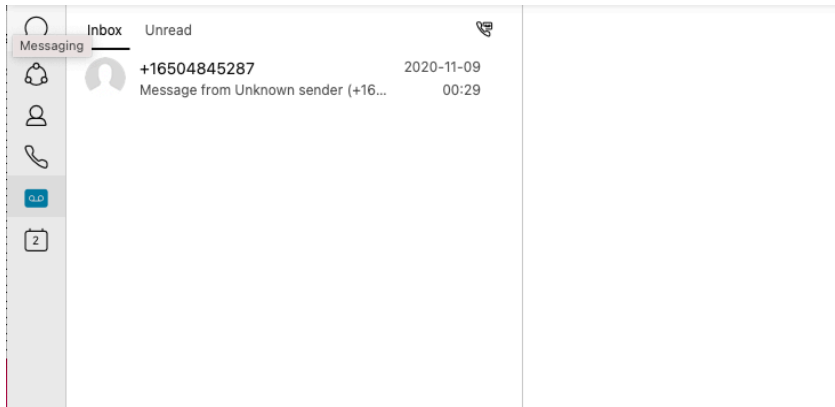 Inbox Unread
Messaging
+16504845287 2020-11-09
Message from Unknown sender (+16... 00:29
2